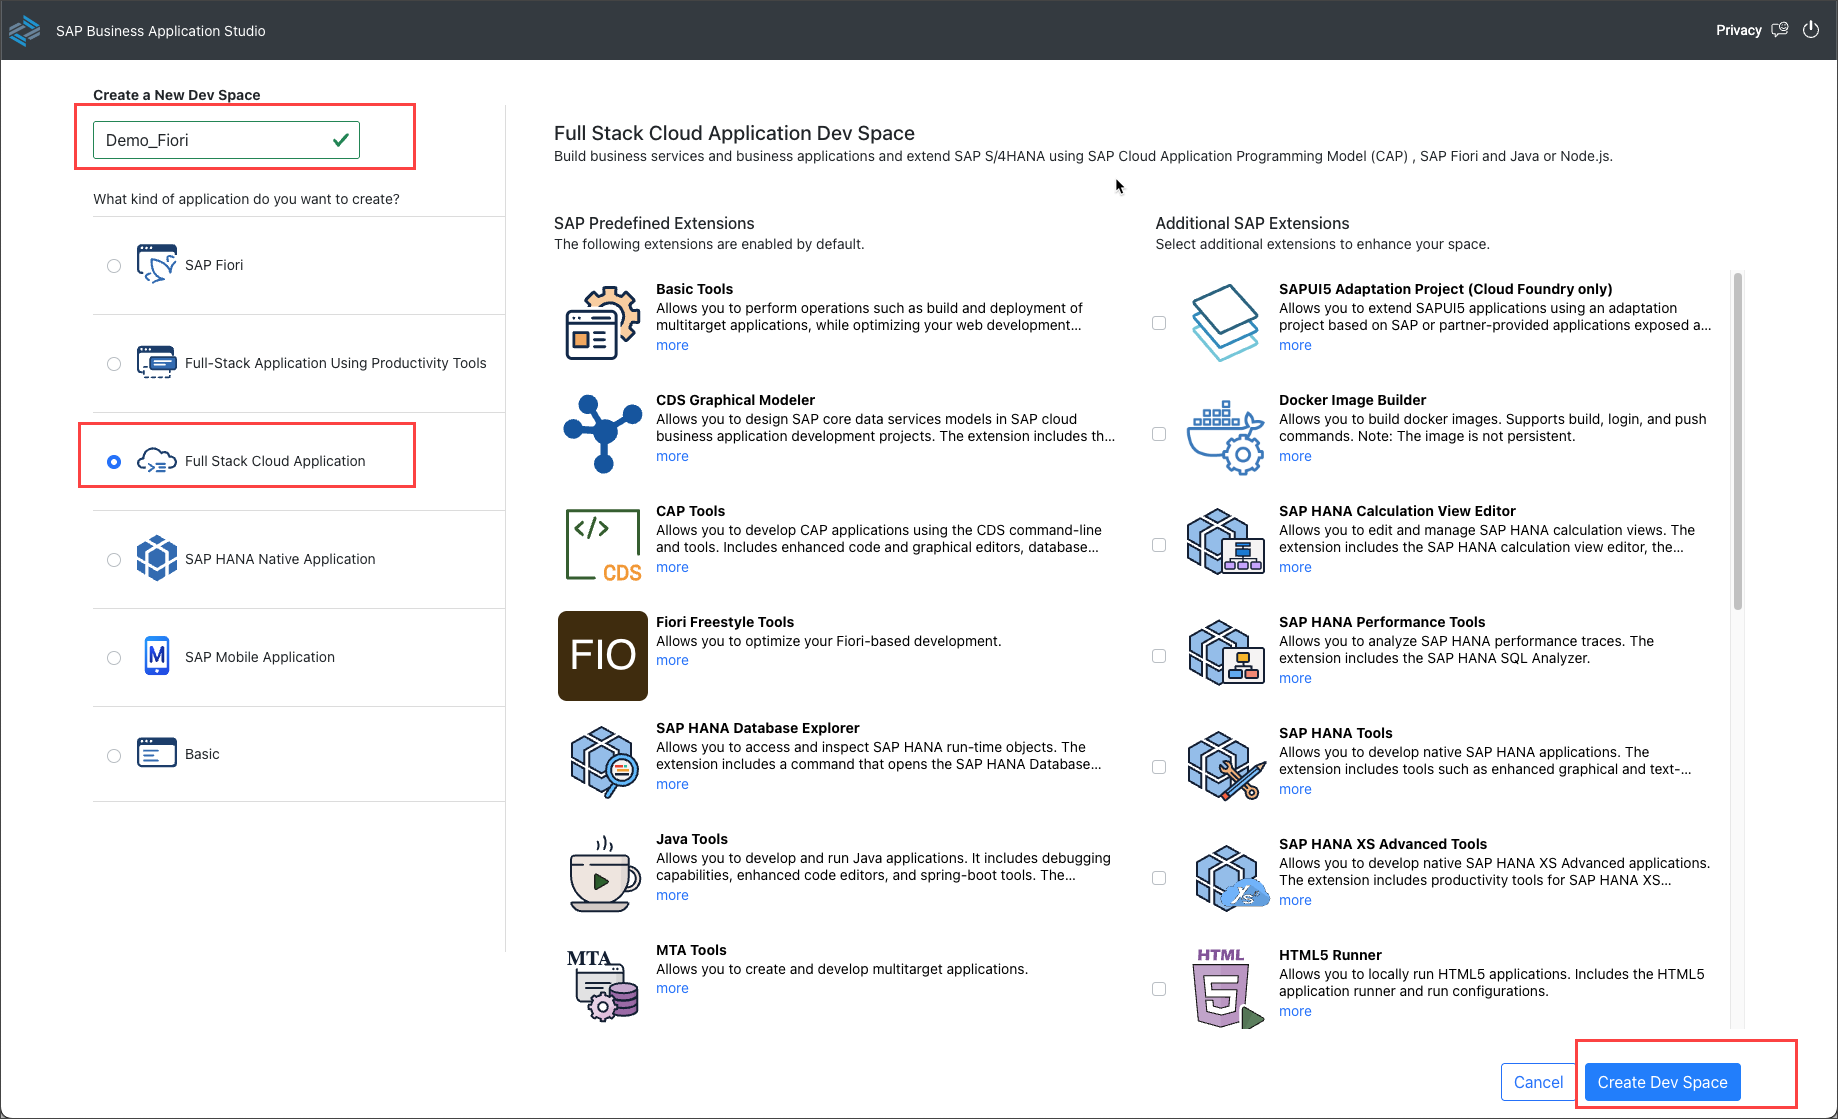 SAP Business Application Studio
Privacy
Create a New Dev Space
Demo_Fiori
What kind of application do you want to create?
SAP Fiori
Full-Stack Application Using Productivity Tools
Full Stack Cloud Application
SAP HANA Native Application
M
SAP Mobile Application
Basic
Full Stack Cloud Application Dev Space
Build business services and business applications and extend SAP S/4HANA using SAP Cloud Application Programming Model (CAP) , SAP Fiori and Java or Node.js.
SAP Predefined Extensions
The following extensions are enabled by default.
Basic Tools
Allows you to perform operations such as build and deployment of
multitarget applications, while optimizing your web development...
more
CDS Graphical Modeler
Allows you to design SAP core data services models in SAP cloud
business application development projects. The extension includes th...
more
</>
CDS
CAP Tools
Allows you to develop CAP applications using the CDS command-line
and tools. Includes enhanced code and graphical editors, database...
more
FIO
Fiori Freestyle Tools
Allows you to optimize your Fiori-based development.
more
SAP HANA Database Explorer
Allows you to access and inspect SAP HANA run-time objects. The
extension includes a command that opens the SAP HANA Database...
more
Java Tools
Allows you to develop and run Java applications. It includes debugging
capabilities, enhanced code editors, and spring-boot tools. The...
more
MTA
MTA Tools
Allows you to create and develop multitarget applications.
more
Additional SAP Extensions
Select additional extensions to enhance your space.
SAPUI5 Adaptation Project (Cloud Foundry only)
Allows you to extend SAPUI5 applications using an adaptation
project based on SAP or partner-provided applications exposed a...
more
Docker Image Builder
Allows you to build docker images. Supports build, login, and push
commands. Note: The image is not persistent.
more
SAP HANA Calculation View Editor
Allows you to edit and manage SAP HANA calculation views. The
extension includes the SAP HANA calculation view editor, the...
more
SAP HANA Performance Tools
Allows you to analyze SAP HANA performance traces. The
extension includes the SAP HANA SQL Analyzer.
more
SAP HANA Tools
Allows you to develop native SAP HANA applications. The
extension includes tools such as enhanced graphical and text-...
more
XS
SAP HANA XS Advanced Tools
Allows you to develop native SAP HANA XS Advanced applications.
The extension includes productivity tools for SAP HANA XS...
more
HTML
5
HTML5 Runner
Allows you to locally run HTML5 applications. Includes the HTML5
application runner and run configurations.
more
Cancel
Create Dev Space